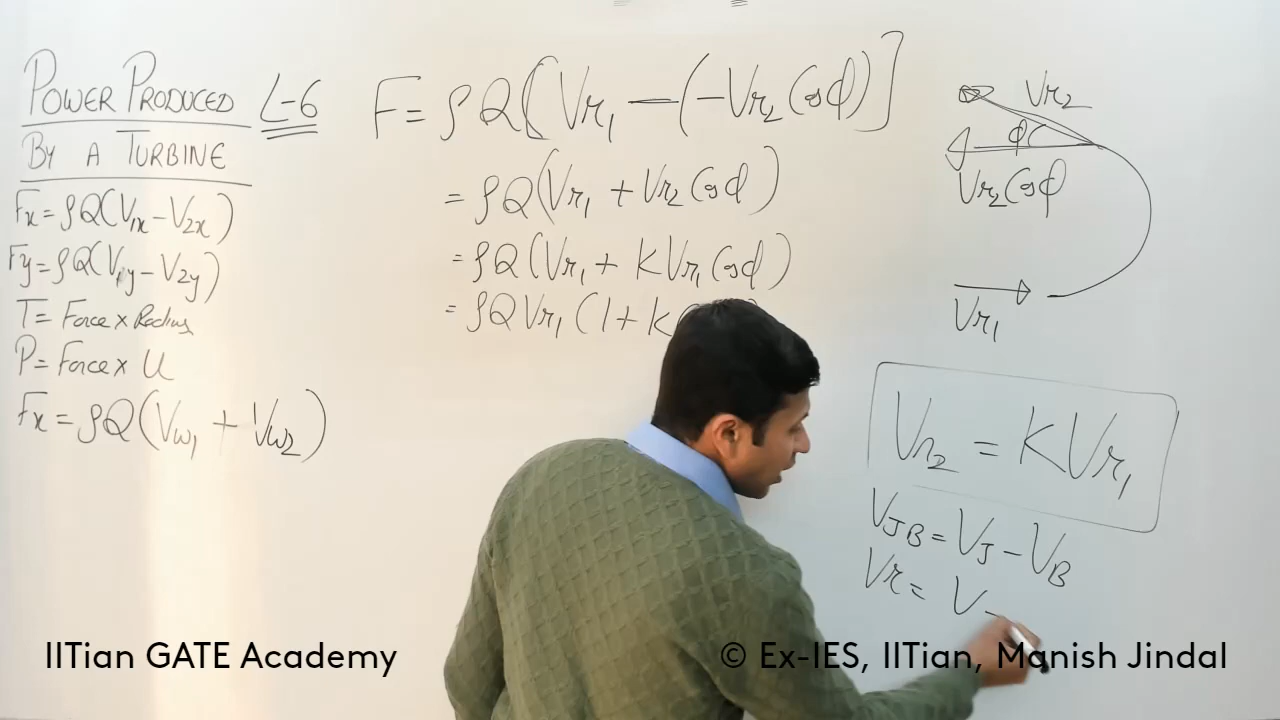 POWER PRODUCED L-6
BY A TURBINE
Fx = ρQ(V1x - V2x)
Fy = ρQ(V1y - V2y)
T = Force x Radius
P = Force x U
Fx = ρQ(Vw1 + Vw2)
F = ρQ[Vr1 - (-Vr2 Cosϕ)]
= ρQ(Vr1 + Vr2 Cosϕ)
= ρQ(Vr1 + KVr1 Cosϕ)
= ρQVr1 (1+K
Vr2
ϕ
Vr2 Cosϕ
Vr1
Vr2 = KVr1
VJB = VJ - VB
Vr = V -
IITian GATE Academy
© Ex-IES, IITian, Manish Jindal